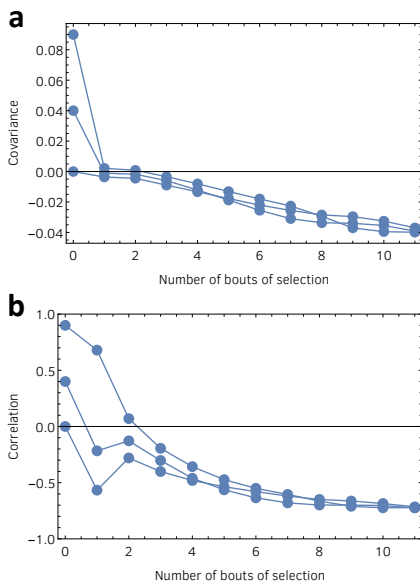 a
0.08
0.06
0.04
0.02
0.00
−0.02
−0.04
Covariance
0 2 4 6 8 10
Number of bouts of selection
b
1.0
0.5
0.0
−0.5
−1.0
Correlation
0 2 4 6 8 10
Number of bouts of selection